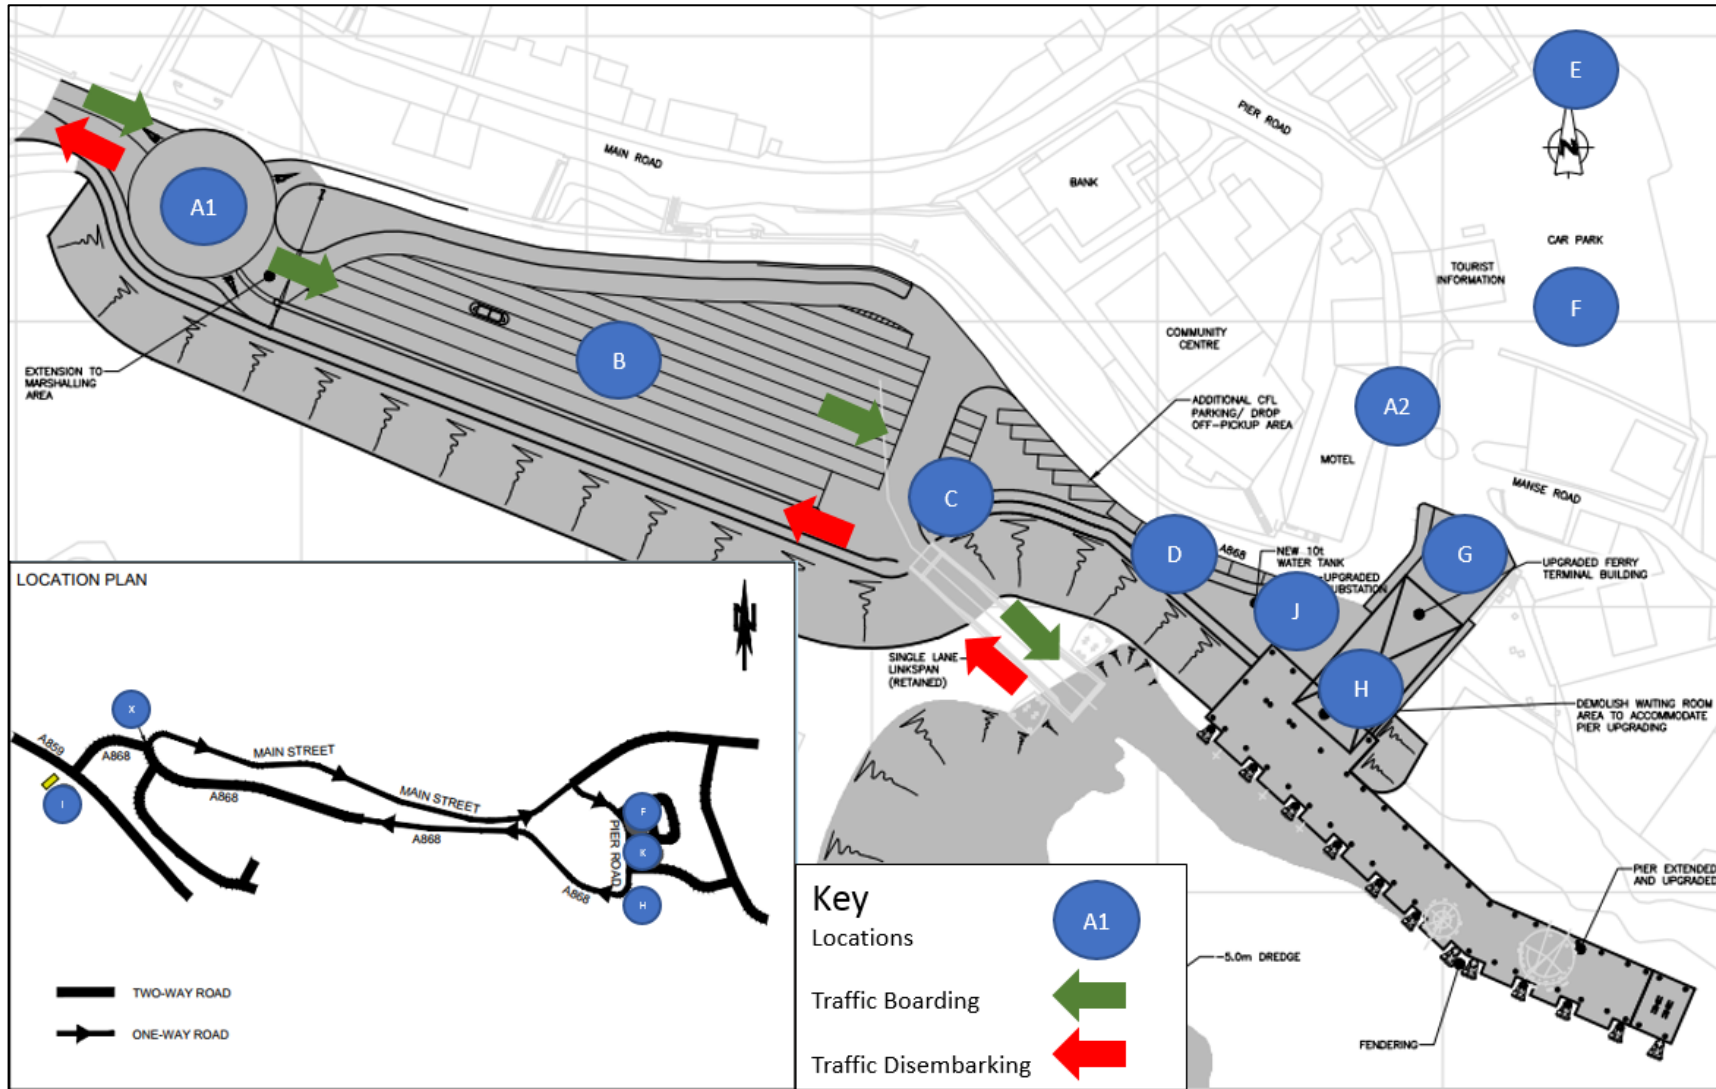 E
N
PIER ROAD
MAIN ROAD
BANK
A1
CAR PARK
TOURIST
INFORMATION
F
COMMUNITY
CENTRE
B
EXTENSION TO
MARSHALLING
AREA
A2
ADDITIONAL CFL
PARKING/ DROP
OFF-PICKUP AREA
MOTEL
MANSE ROAD
C
D
A868
NEW 10t
WATER TANK
UPGRADED
UBSTATION
G
UPGRADED FERRY
TERMINAL BUILDING
J
SINGLE LANE
LINKSPAN
(RETAINED)
H
DEMOLISH WAITING ROOM
AREA TO ACCOMMODATE
PIER UPGRADING
PIER EXTENDED
AND UPGRADED
-5.0m DREDGE
FENDERING
LOCATION PLAN
N
X
A859
A868
MAIN STREET
MAIN STREET
I
A868
A868
F
PIER ROAD
K
A868
H
TWO-WAY ROAD
ONE-WAY ROAD
Key
Locations
A1
Traffic Boarding
Traffic Disembarking